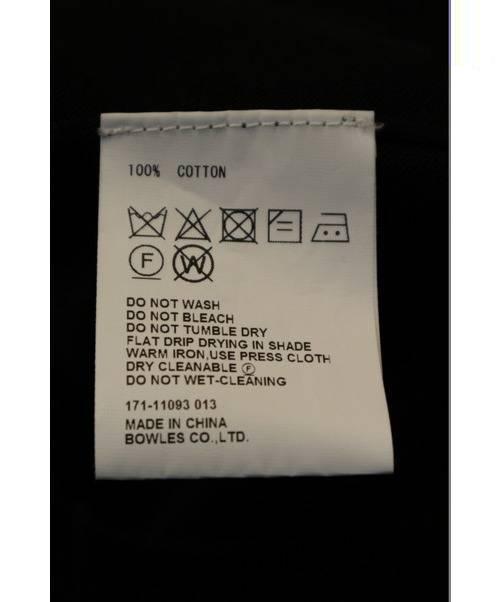 100% COTTON
F W
DO NOT WASH
DO NOT BLEACH
DO NOT TUMBLE DRY
FLAT DRIP DRYING IN SHADE
WARM IRON,USE PRESS CLOTH
DRY CLEANABLE Ⓕ
DO NOT WET-CLEANING
171-11093 013
MADE IN CHINA
BOWLES CO.,LTD.